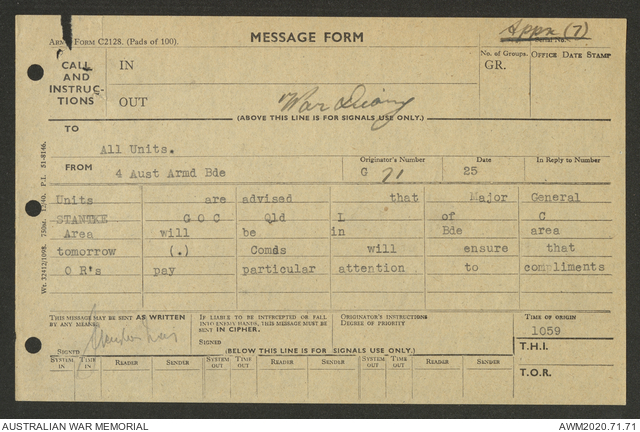 Appx (7)
Army Form C2128. (Pads of 100).
MESSAGE FORM
Serial No.
CALL AND INSTRUC- TIONS
IN
No. of Groups.
GR.
OFFICE DATE STAMP
OUT
War Diary
(ABOVE THIS LINE IS FOR SIGNALS USE ONLY.)
TO
All Units.
FROM
4 Aust Armd Bde
Originator's Number
G 71
Date
25
In Reply to Number
Units are advised that Major General
STANTKE G O C Qld L of C
Area will be in Bde area
tomorrow (.) Comds will ensure that
O R's pay particular attention to compliments
THIS MESSAGE MAY BE SENT AS WRITTEN BY ANY MEANS.
SIGNED
IF LIABLE TO BE INTERCEPTED OR FALL INTO ENEMY HANDS, THIS MESSAGE MUST BE SENT IN CIPHER.
SIGNED
ORIGINATOR'S INSTRUCTIONS
DEGREE OF PRIORITY
TIME OF ORIGIN
1059
(BELOW THIS LINE IS FOR SIGNALS USE ONLY.)
T.H.I.
SYSTEM IN TIME IN READER SENDER SYSTEM OUT TIME OUT READER SENDER SYSTEM OUT TIME OUT READER SENDER
T.O.R.
AUSTRALIAN WAR MEMORIAL
AWM2020.71.71